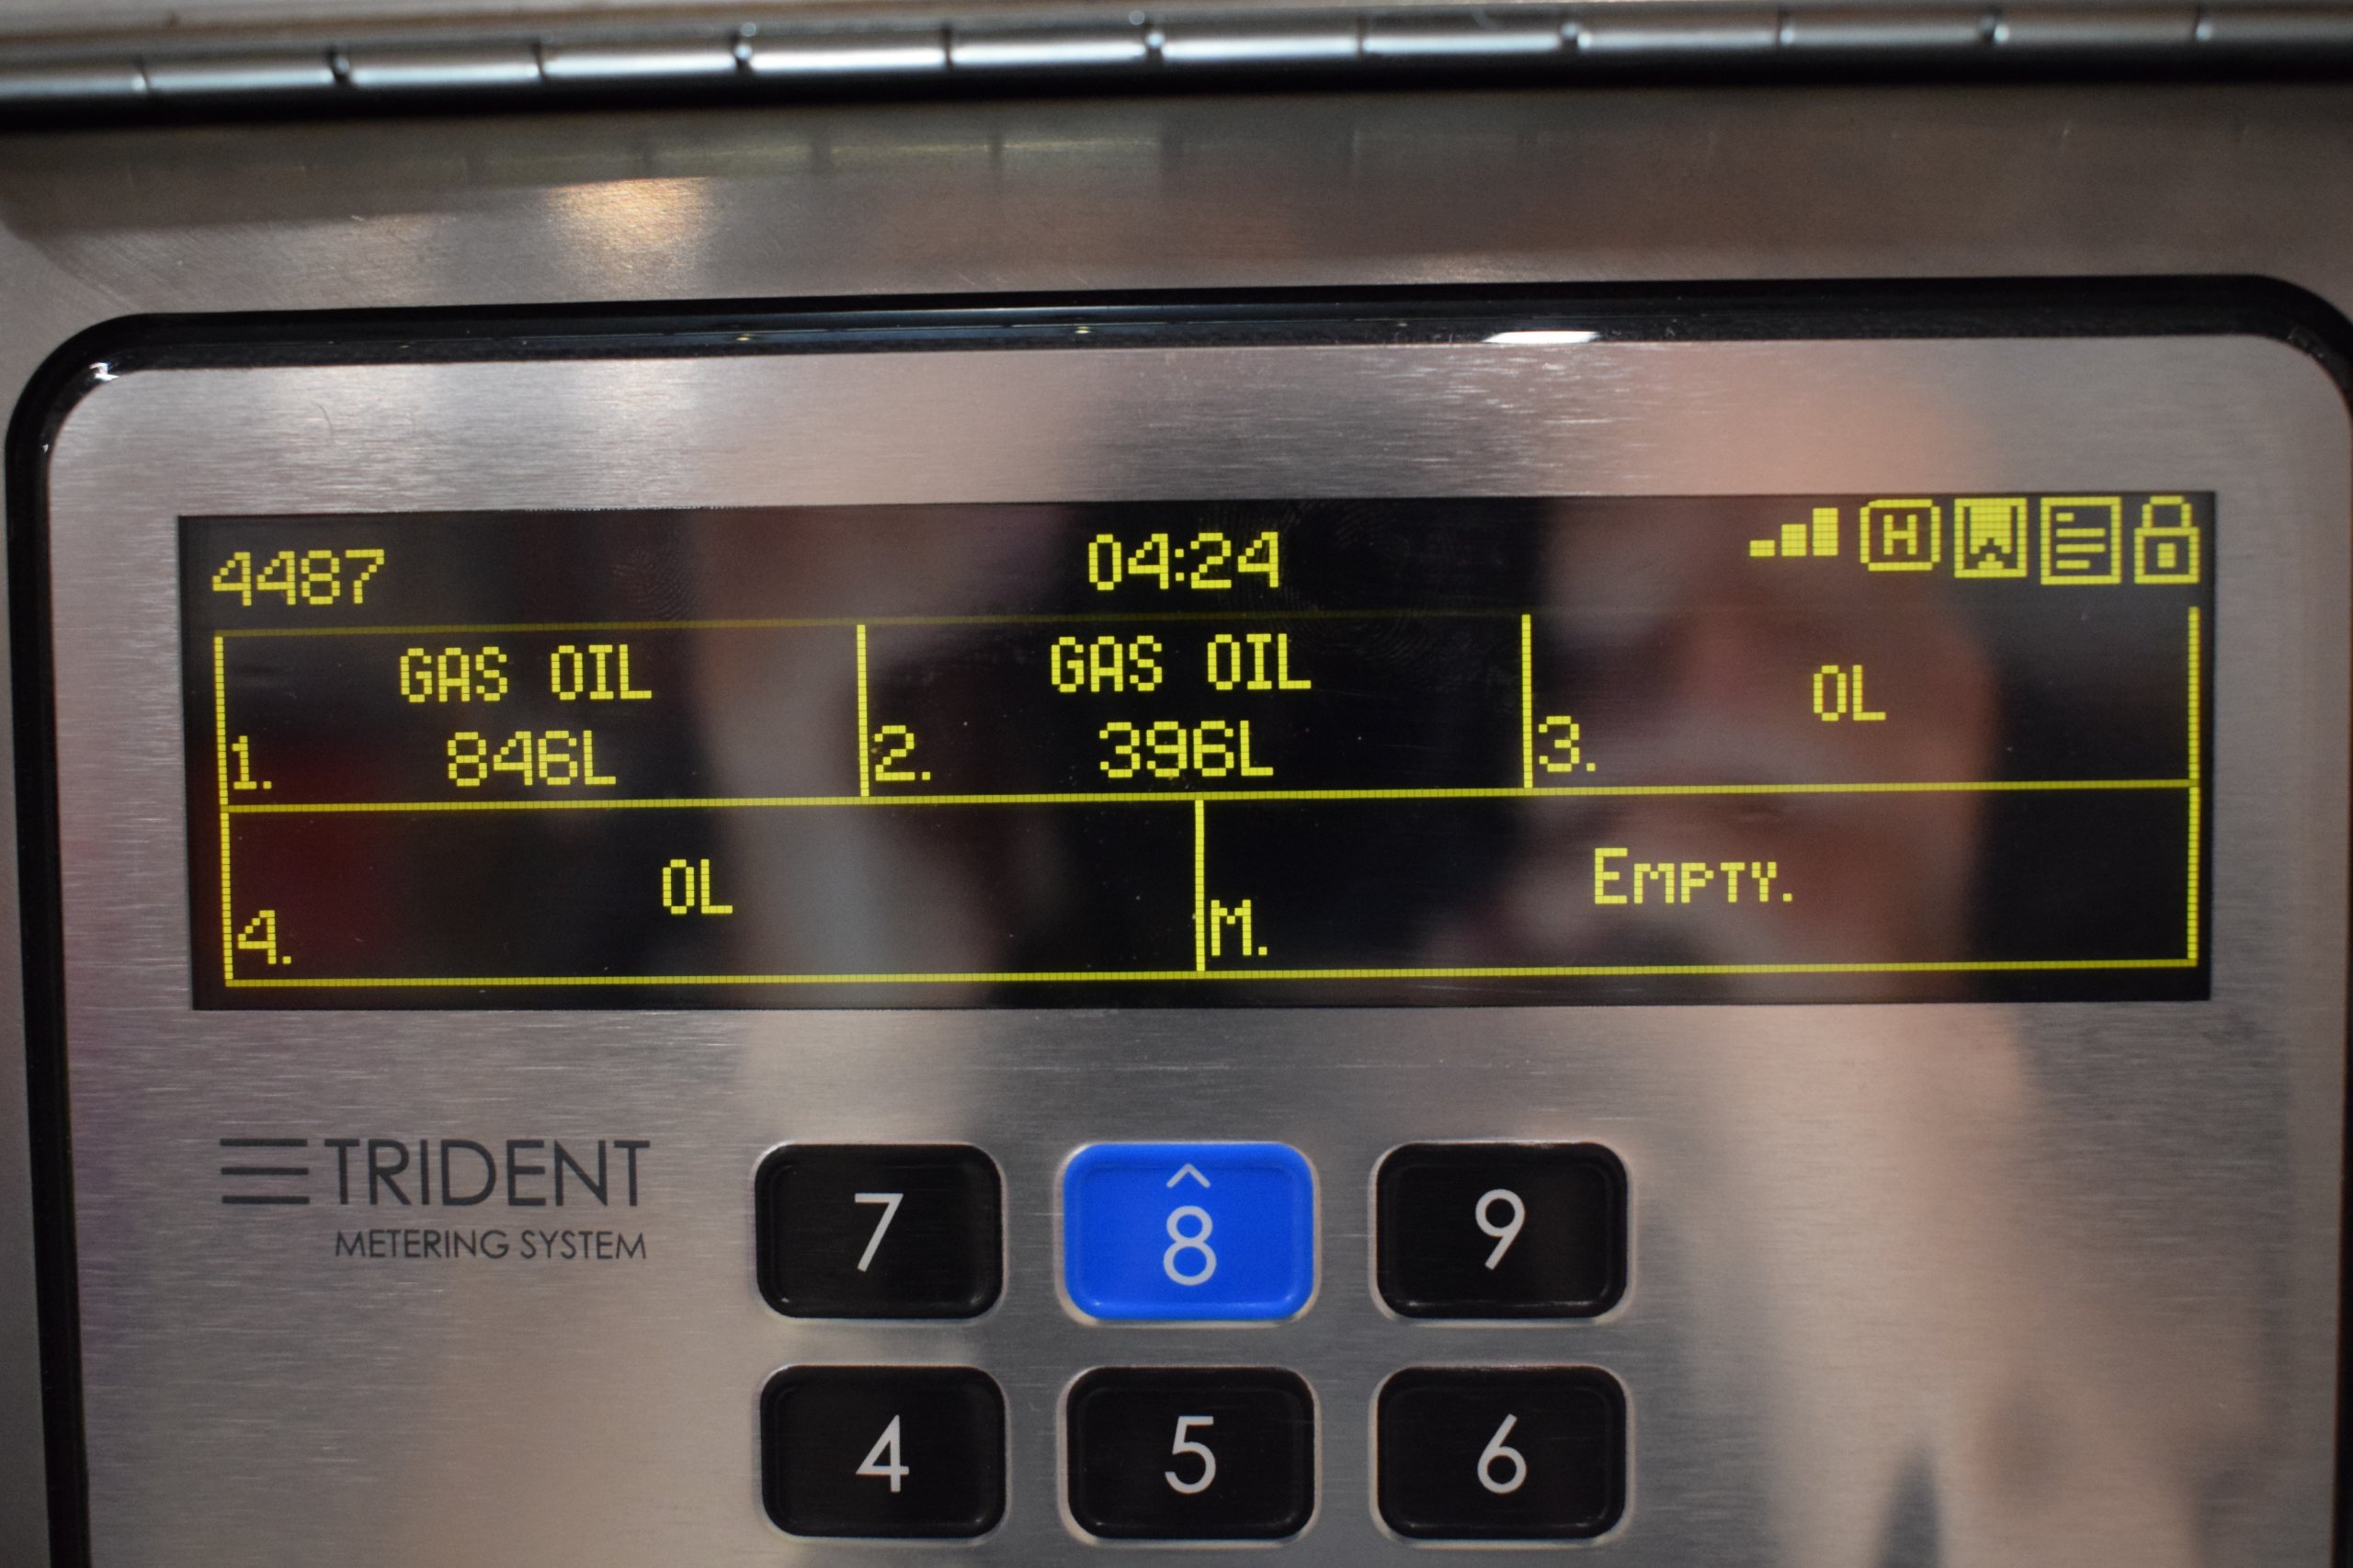 4487 04:24 H
GAS OIL GAS OIL 0L
1. 846L 2. 396L 3.
0L Empty.
4. M.
TRIDENT
METERING SYSTEM
7 8 9
4 5 6